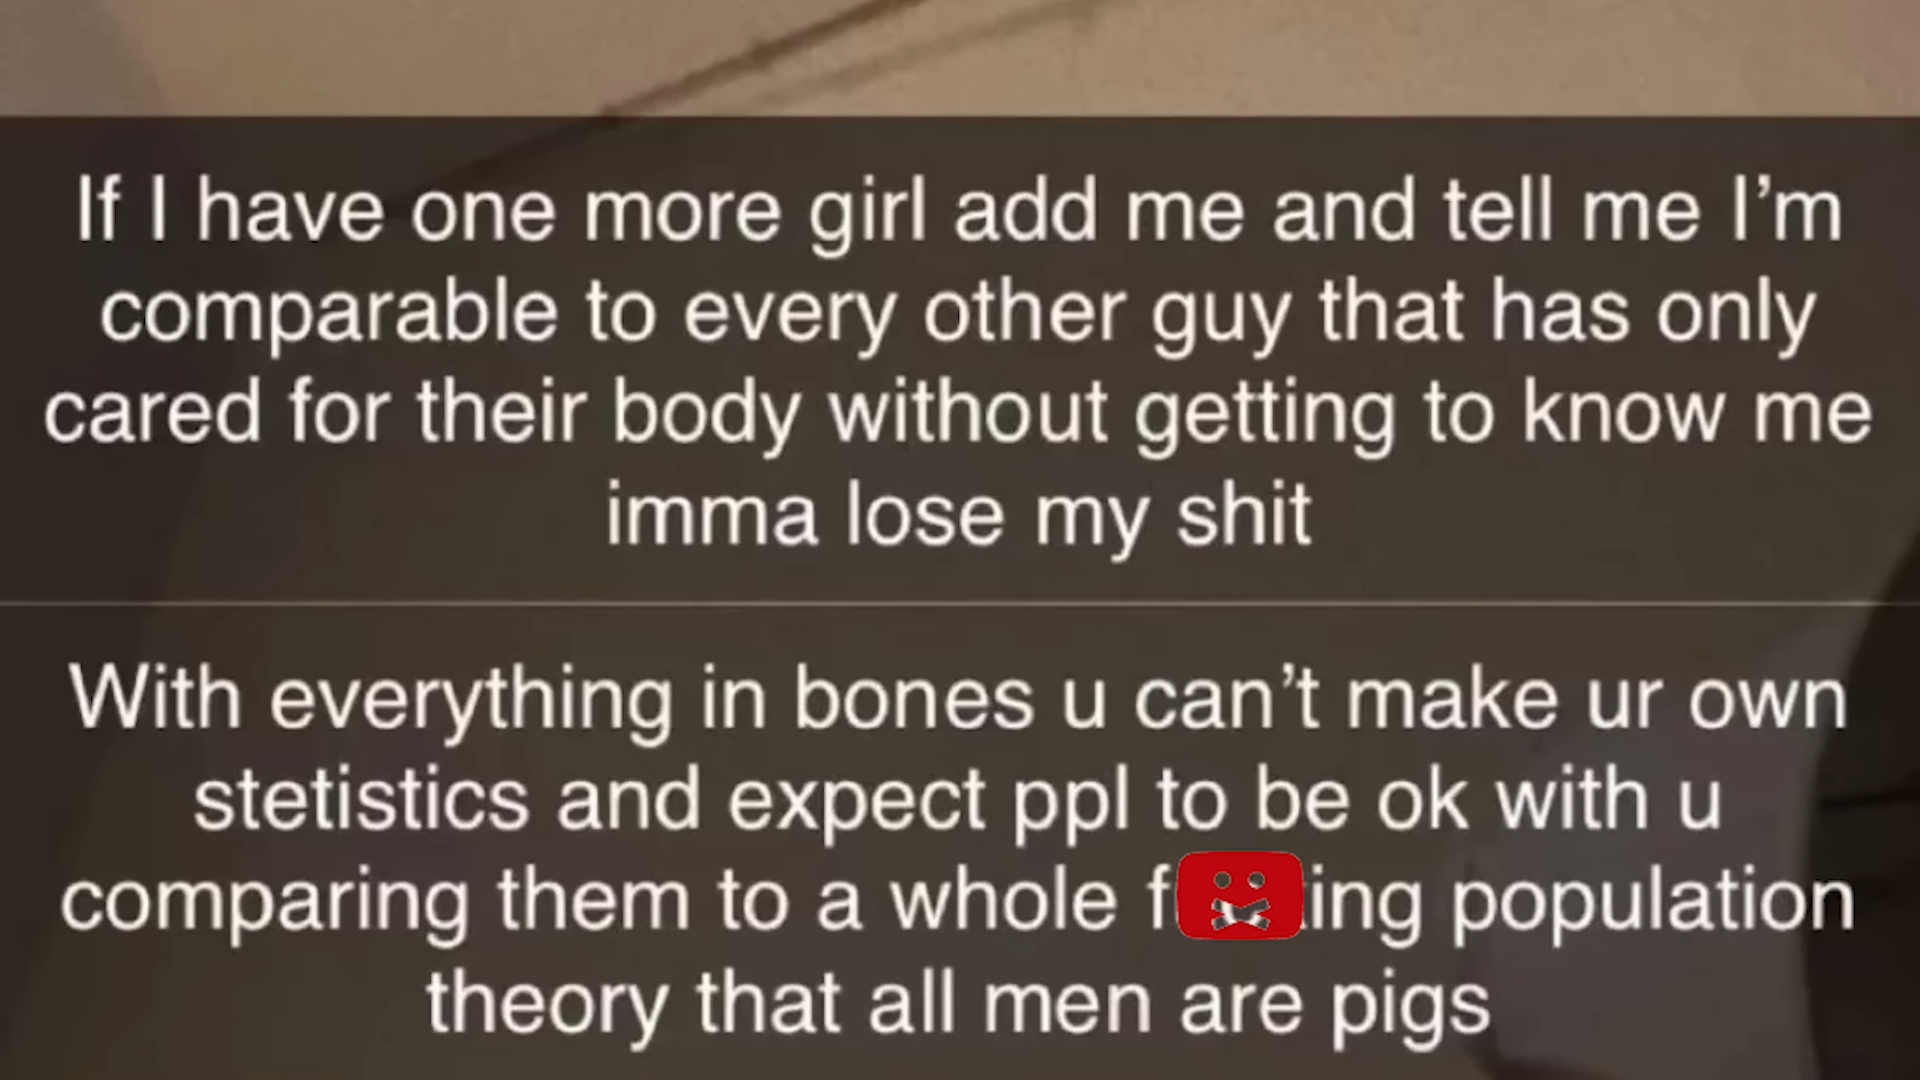 If I have one more girl add me and tell me I’m
comparable to every other guy that has only
cared for their body without getting to know me
imma lose my shit
With everything in bones u can’t make ur own
stetistics and expect ppl to be ok with u
comparing them to a whole f ing population
theory that all men are pigs